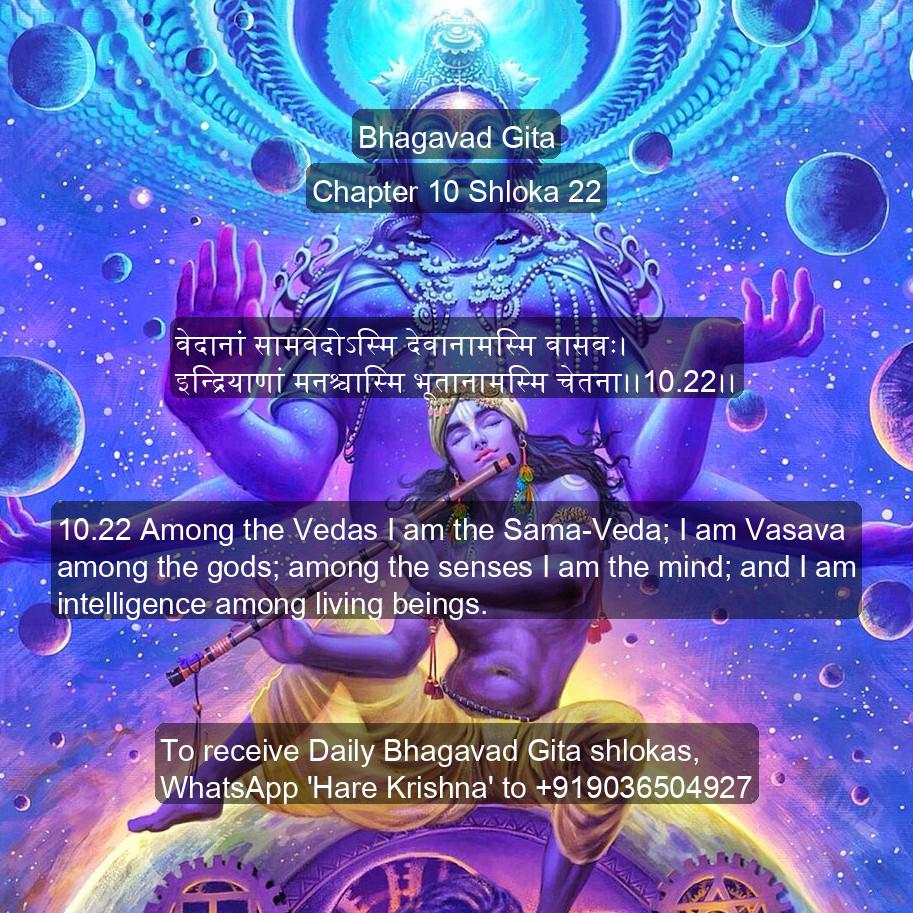 Bhagavad Gita
Chapter 10 Shloka 22
वेदानां सामवेदोऽस्मि देवानामस्मि वासवः।
इन्द्रियाणां मनश्चास्मि भूतानामस्मि चेतना।।10.22।।
10.22 Among the Vedas I am the Sama-Veda; I am Vasava
among the gods; among the senses I am the mind; and I am
intelligence among living beings.
To receive Daily Bhagavad Gita shlokas,
WhatsApp 'Hare Krishna' to +919036504927